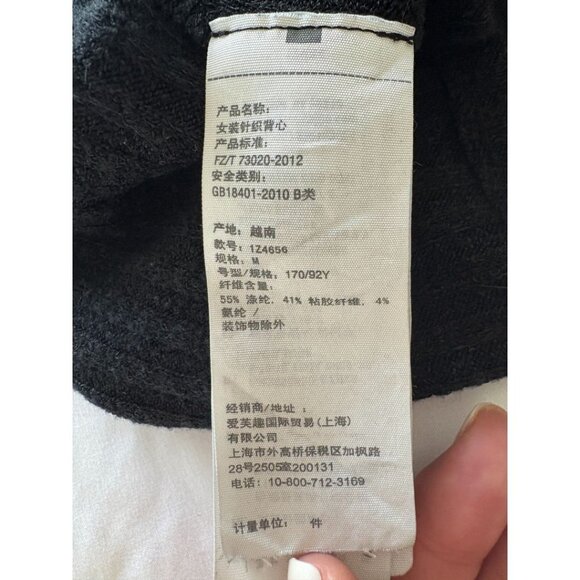 产品名称:
女装针织背心
产品标准:
FZ/T 73020-2012
安全类别:
GB18401-2010 B类
产地: 越南
款号: 1Z4656
规格: M
号型/规格: 170/92Y
纤维含量:
55% 涤纶, 41% 粘胶纤维, 4%
氨纶 /
装饰物除外
经销商/地址:
爱芙趣国际贸易(上海)
有限公司
上海市外高桥保税区加枫路
28号2505室200131
电话: 10-800-712-3169
计量单位: 件